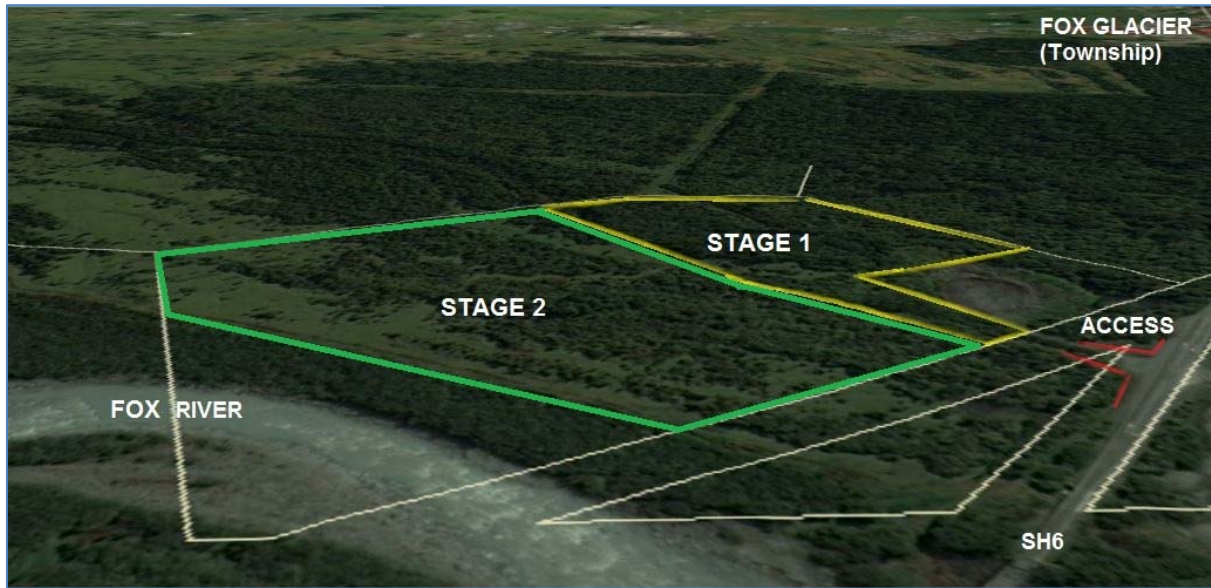 FOX GLACIER
(Township)
STAGE 1
STAGE 2
ACCESS
FOX RIVER
SH6